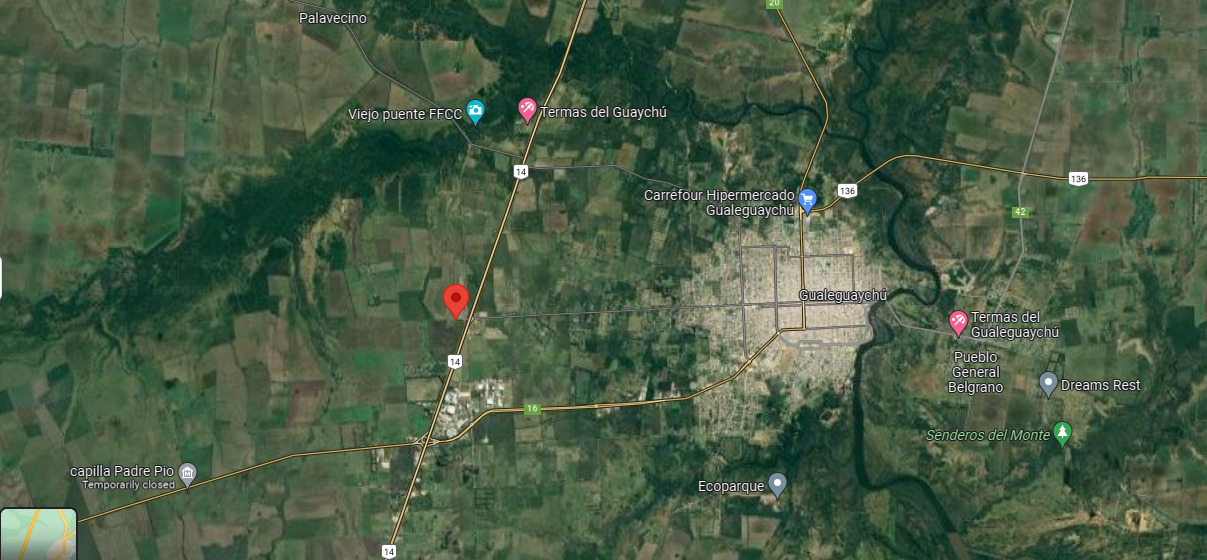 Palavecino
20
Viejo puente FFCC
Termas del Guaychú
14
136
136
Carrefour Hipermercado
Gualeguaychú
42
Gualeguaychú
Termas del
Gualeguaychú
14
Pueblo
General
Belgrano
Dreams Rest
16
Senderos del Monte
capilla Padre Pio
Temporarily closed
Ecoparque
14